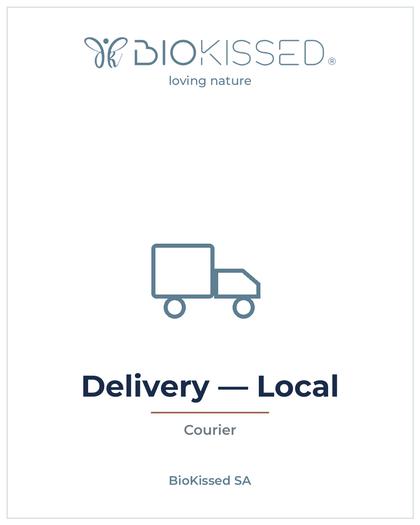 BIOKISSED®
loving nature
Delivery — Local
Courier
BioKissed SA